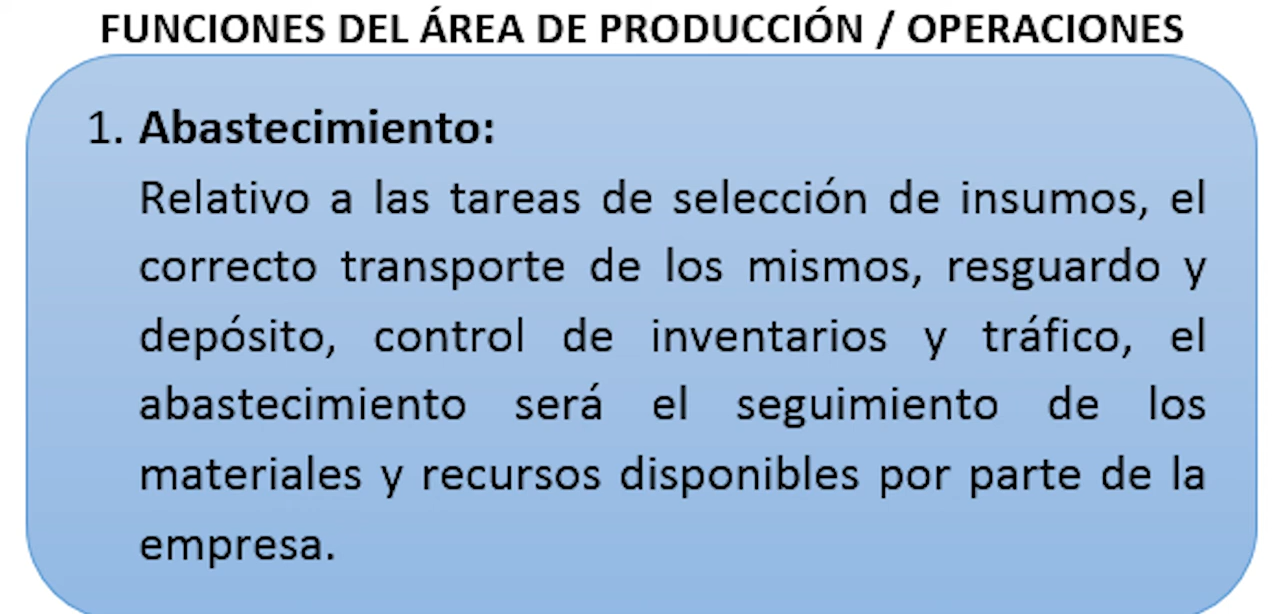 FUNCIONES DEL ÁREA DE PRODUCCIÓN / OPERACIONES
1. Abastecimiento:
Relativo a las tareas de selección de insumos, el
correcto transporte de los mismos, resguardo y
depósito, control de inventarios y tráfico, el
abastecimiento será el seguimiento de los
materiales y recursos disponibles por parte de la
empresa.